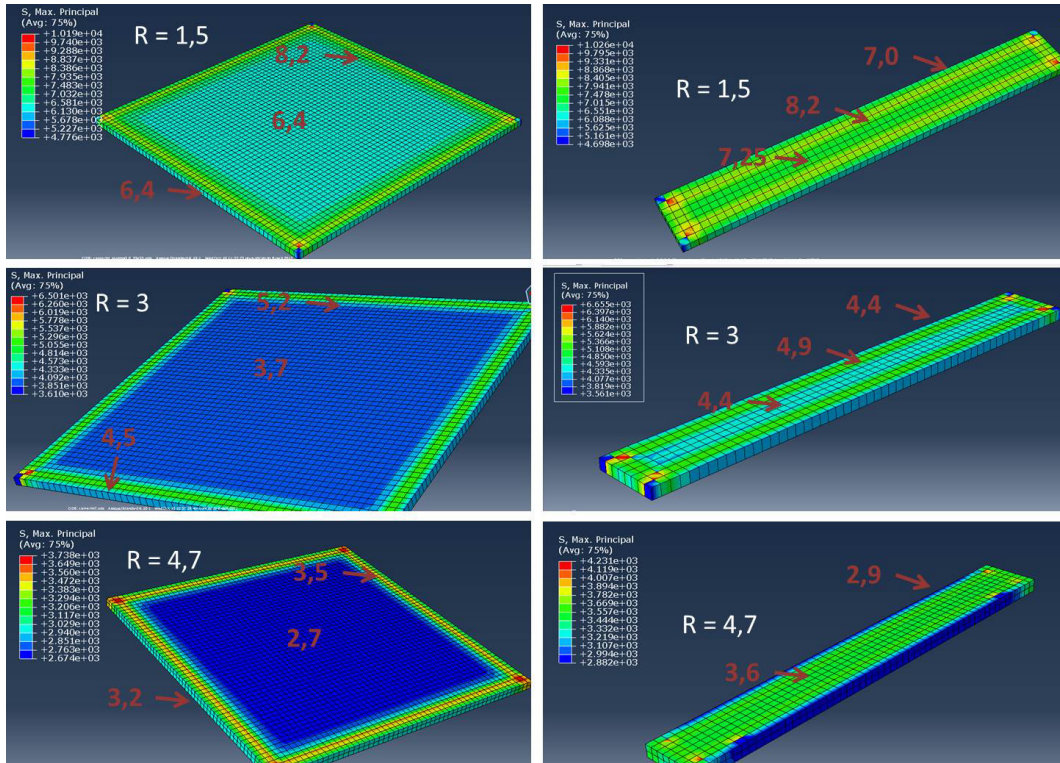 S, Max. Principal
(Avg: 75%)
+1.019e+04
+9.740e+03
+9.288e+03
+8.837e+03
+8.386e+03
+7.935e+03
+7.483e+03
+7.032e+03
+6.581e+03
+6.130e+03
+5.678e+03
+5.227e+03
+4.776e+03
R = 1,5
8,2
6,4
6,4
S, Max. Principal
(Avg: 75%)
+1.026e+04
+9.795e+03
+9.331e+03
+8.868e+03
+8.405e+03
+7.941e+03
+7.478e+03
+7.015e+03
+6.551e+03
+6.088e+03
+5.625e+03
+5.161e+03
+4.698e+03
R = 1,5
7,0
8,2
7,25
S, Max. Principal
(Avg: 75%)
+6.501e+03
+6.260e+03
+6.019e+03
+5.778e+03
+5.537e+03
+5.296e+03
+5.055e+03
+4.814e+03
+4.573e+03
+4.333e+03
+4.092e+03
+3.851e+03
+3.610e+03
R = 3
5,2
3,7
4,5
S, Max. Principal
(Avg: 75%)
+6.655e+03
+6.397e+03
+6.140e+03
+5.882e+03
+5.624e+03
+5.366e+03
+5.108e+03
+4.850e+03
+4.593e+03
+4.335e+03
+4.077e+03
+3.819e+03
+3.561e+03
R = 3
4,4
4,9
4,4
S, Max. Principal
(Avg: 75%)
+3.738e+03
+3.649e+03
+3.560e+03
+3.472e+03
+3.383e+03
+3.294e+03
+3.206e+03
+3.117e+03
+3.029e+03
+2.940e+03
+2.851e+03
+2.763e+03
+2.674e+03
R = 4,7
3,5
2,7
3,2
S, Max. Principal
(Avg: 75%)
+4.231e+03
+4.119e+03
+4.007e+03
+3.894e+03
+3.782e+03
+3.669e+03
+3.557e+03
+3.444e+03
+3.332e+03
+3.219e+03
+3.107e+03
+2.994e+03
+2.882e+03
R = 4,7
2,9
3,6